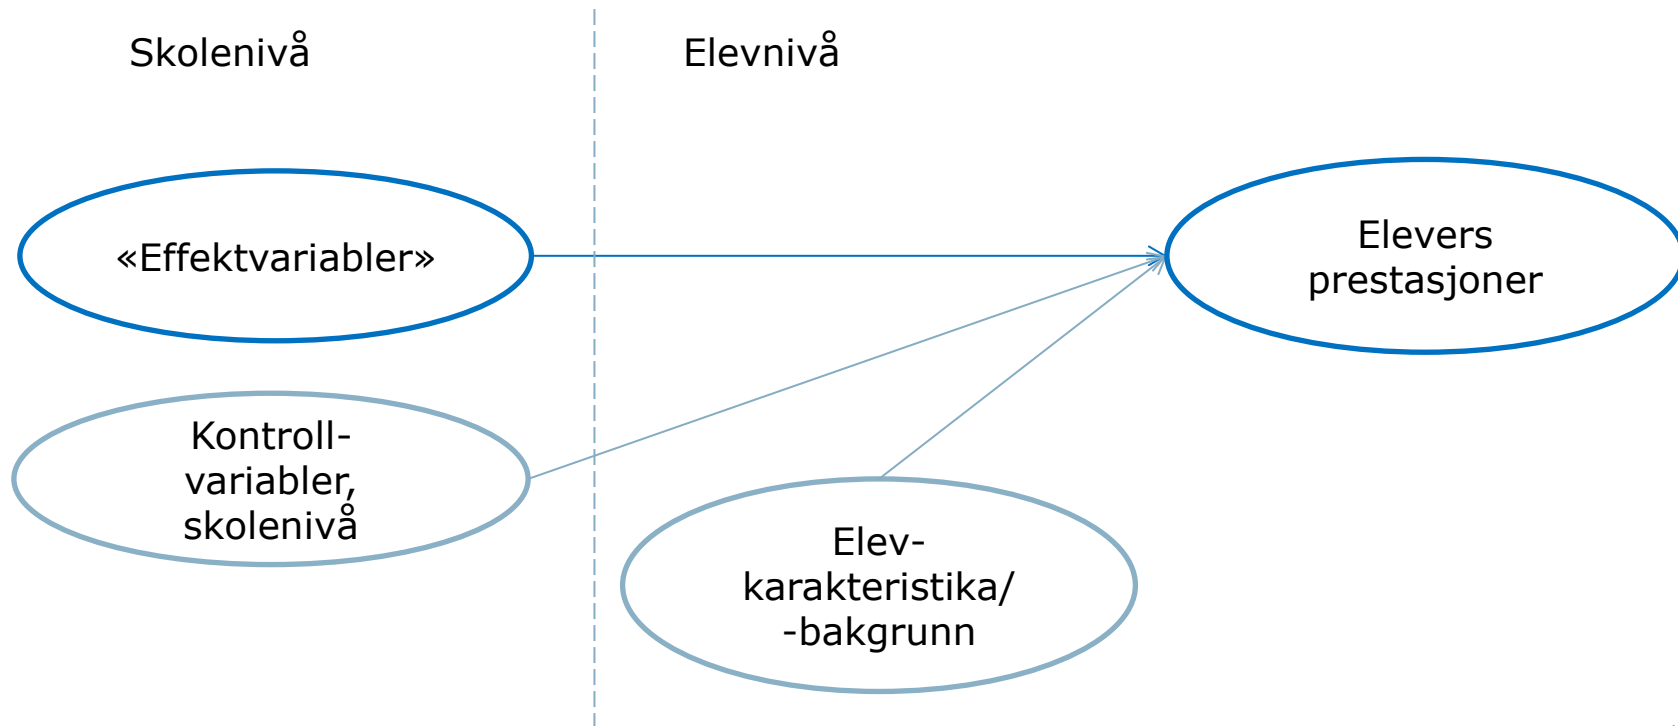 Skolenivå
Elevnivå
«Effektvariabler»
Elevers
prestasjoner
Kontroll-
variabler,
skolenivå
Elev-
karakteristika/
-bakgrunn